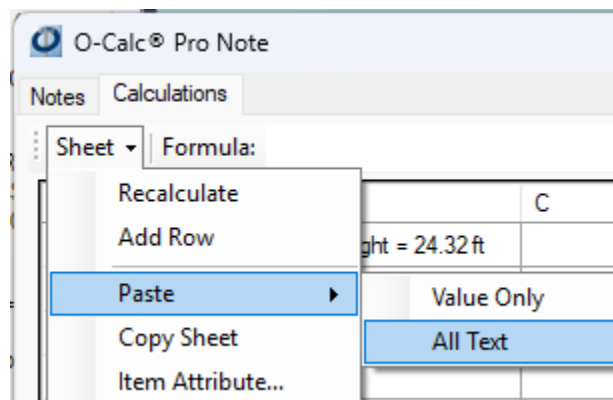 O-Calc® Pro Note
Notes Calculations
Sheet Formula:
Recalculate C
Add Row ght = 24.32 ft
Paste Value Only
Copy Sheet All Text
Item Attribute...